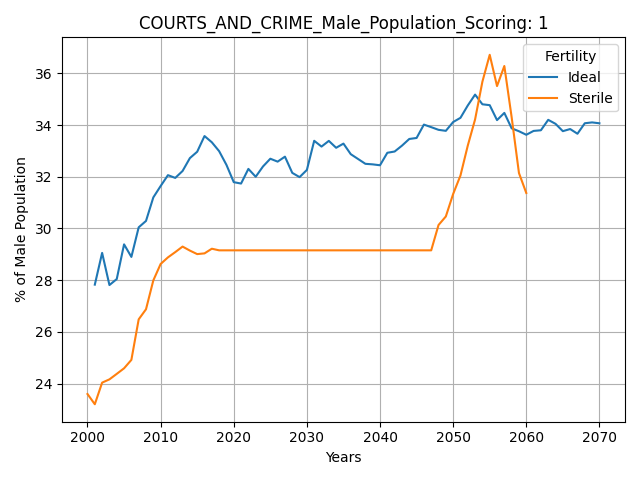 COURTS_AND_CRIME_Male_Population_Scoring: 1
Fertility
Ideal
Sterile
% of Male Population
36
34
32
30
28
26
24
2000 2010 2020 2030 2040 2050 2060 2070
Years